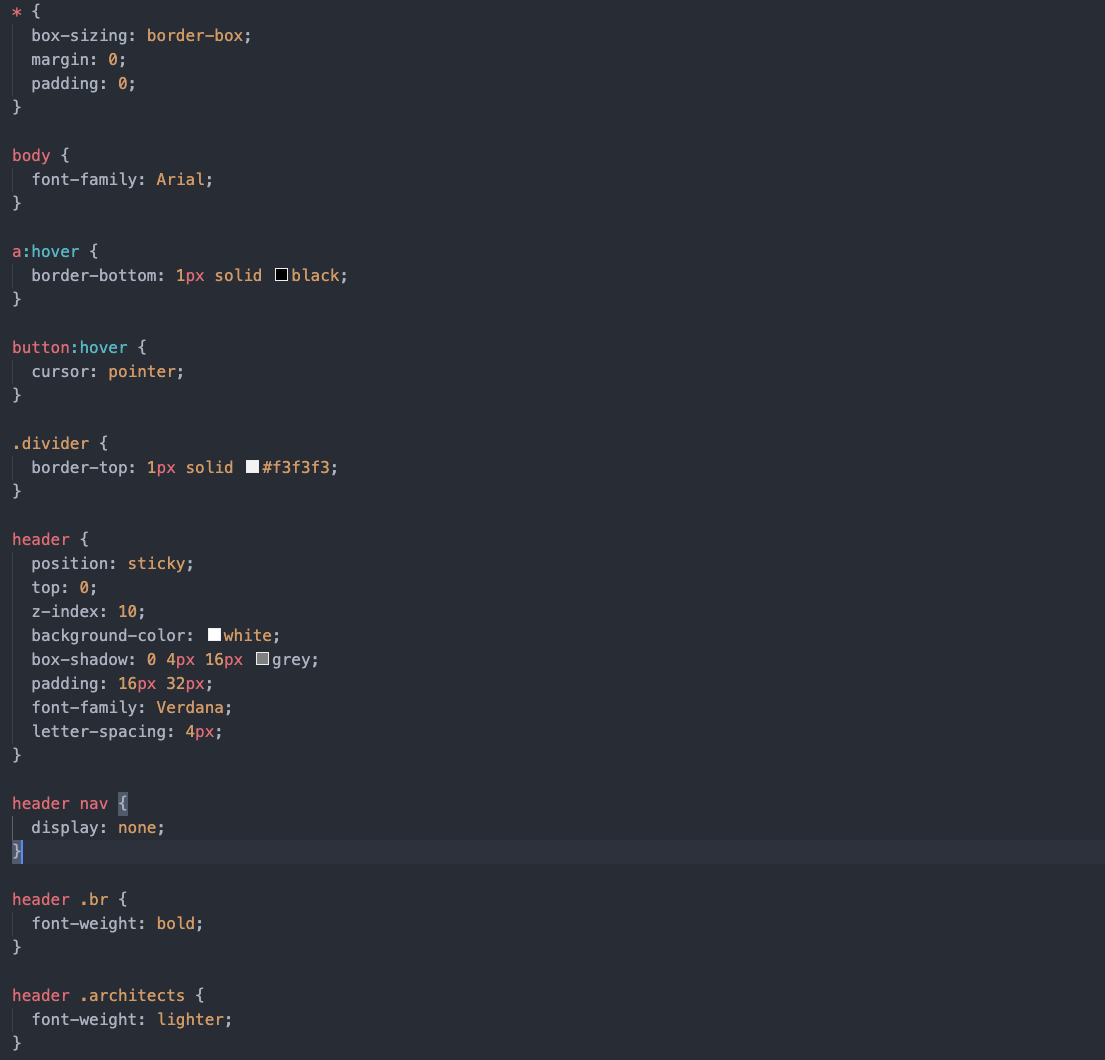 * {
  box-sizing: border-box;
  margin: 0;
  padding: 0;
}

body {
  font-family: Arial;
}

a:hover {
  border-bottom: 1px solid black;
}

button:hover {
  cursor: pointer;
}

.divider {
  border-top: 1px solid #f3f3f3;
}

header {
  position: sticky;
  top: 0;
  z-index: 10;
  background-color: white;
  box-shadow: 0 4px 16px grey;
  padding: 16px 32px;
  font-family: Verdana;
  letter-spacing: 4px;
}

header nav {
  display: none;
}

header .br {
  font-weight: bold;
}

header .architects {
  font-weight: lighter;
}